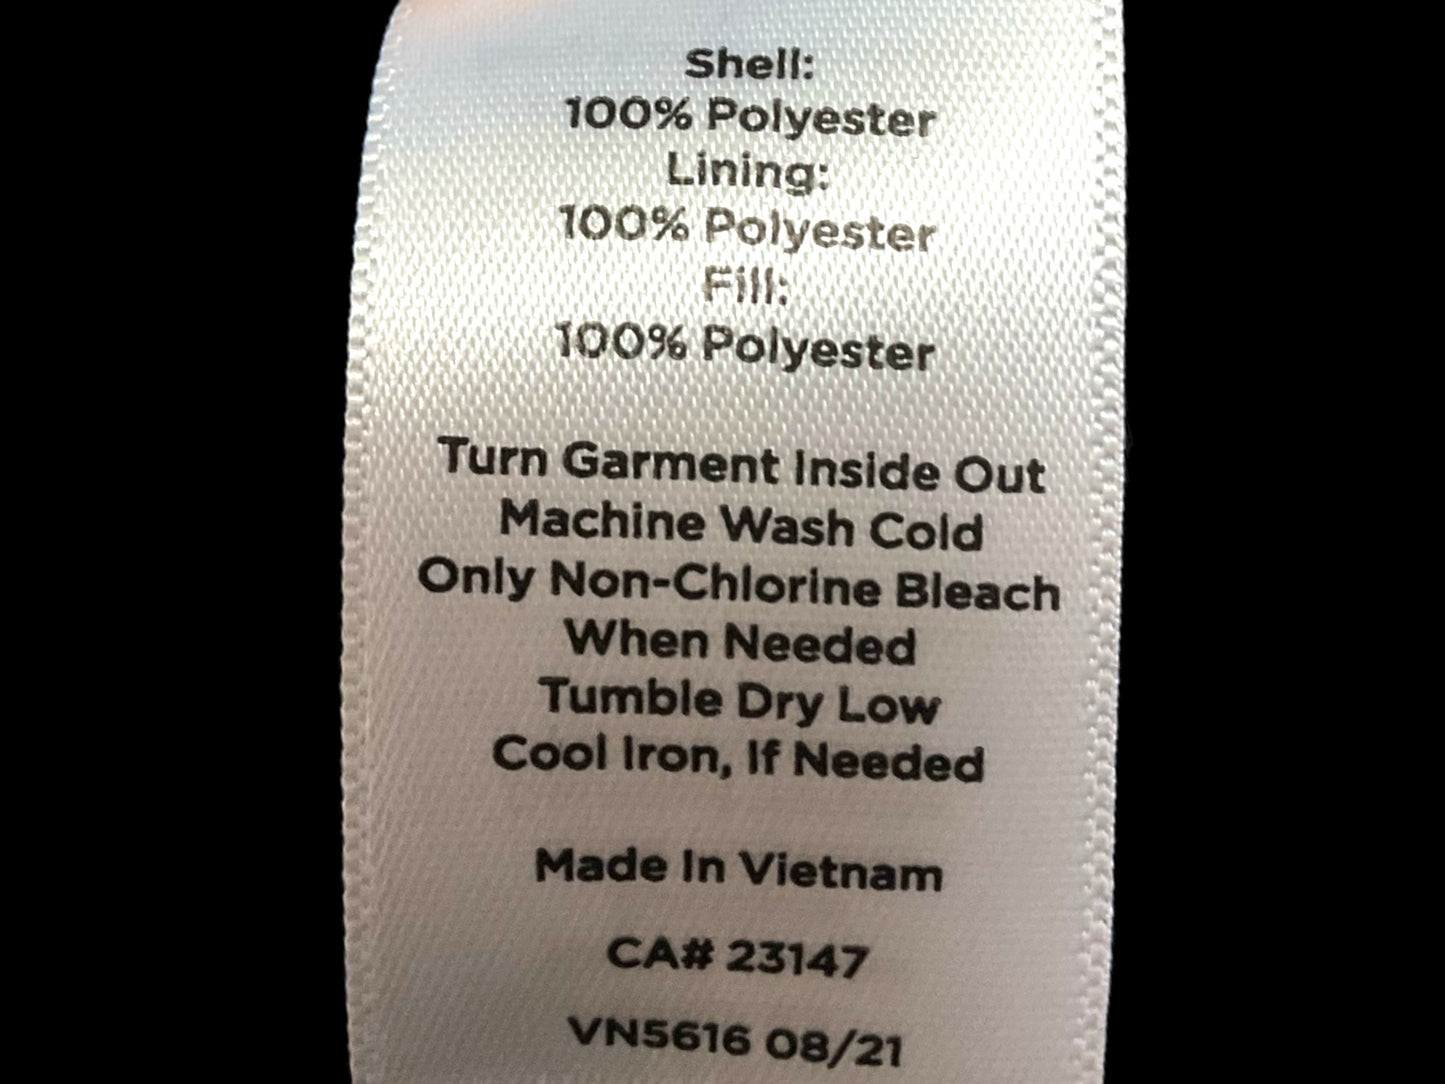 Shell:
100% Polyester
Lining:
100% Polyester
Fill:
100% Polyester
Turn Garment Inside Out
Machine Wash Cold
Only Non-Chlorine Bleach
When Needed
Tumble Dry Low
Cool Iron, If Needed
Made In Vietnam
CA# 23147
VN5616 08/21